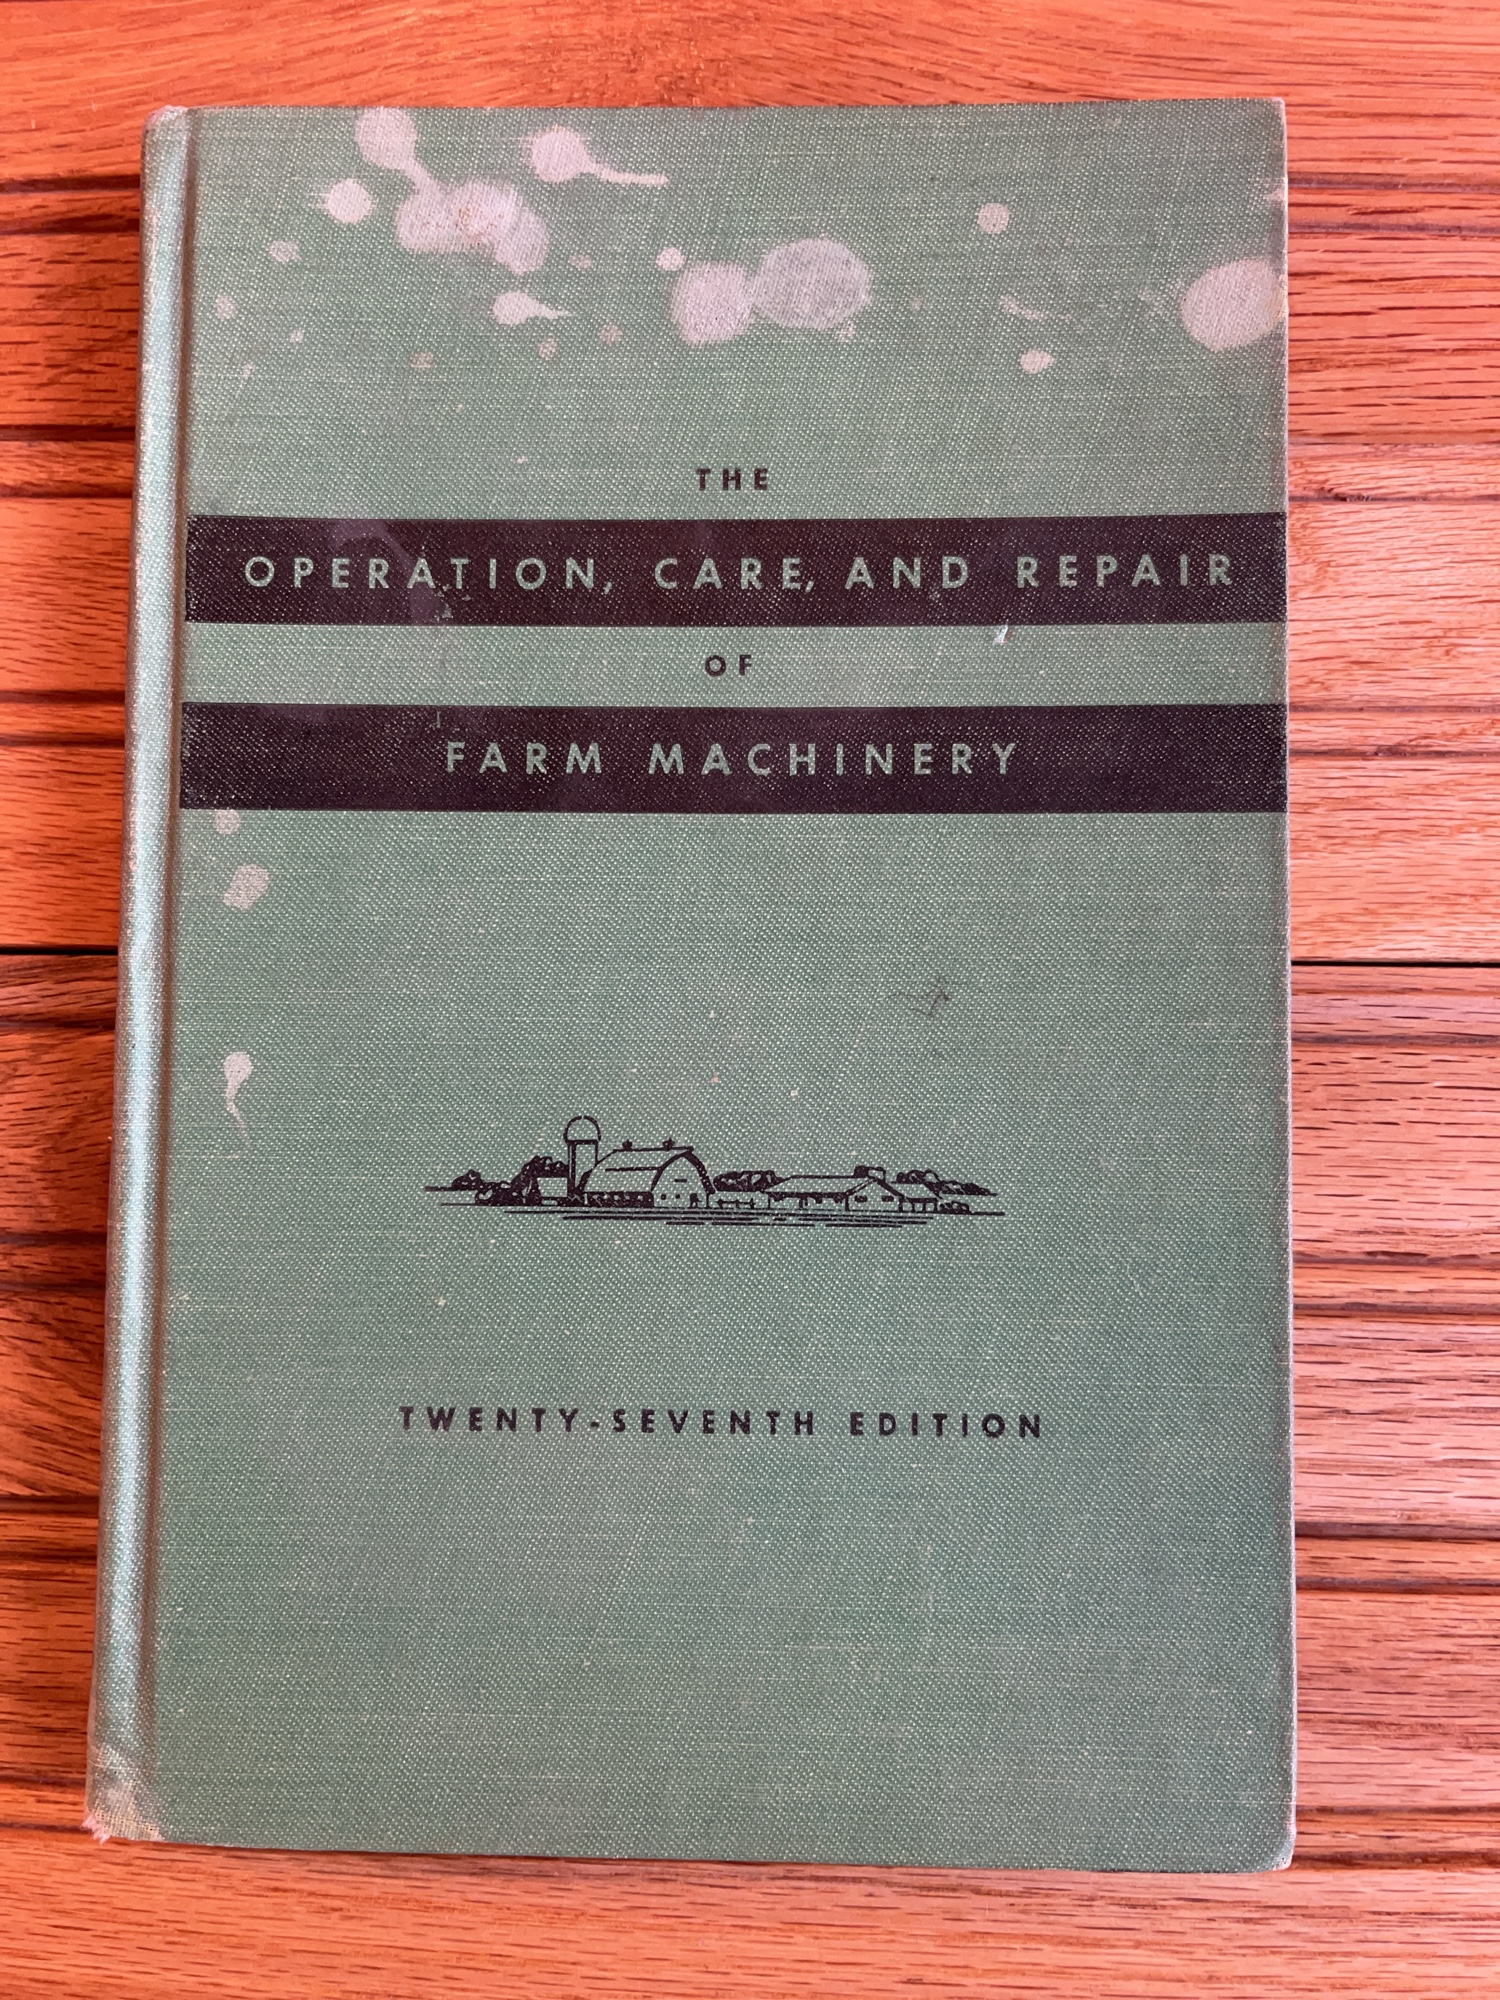 THE
OPERATION, CARE, AND REPAIR
OF
FARM MACHINERY
TWENTY-SEVENTH EDITION